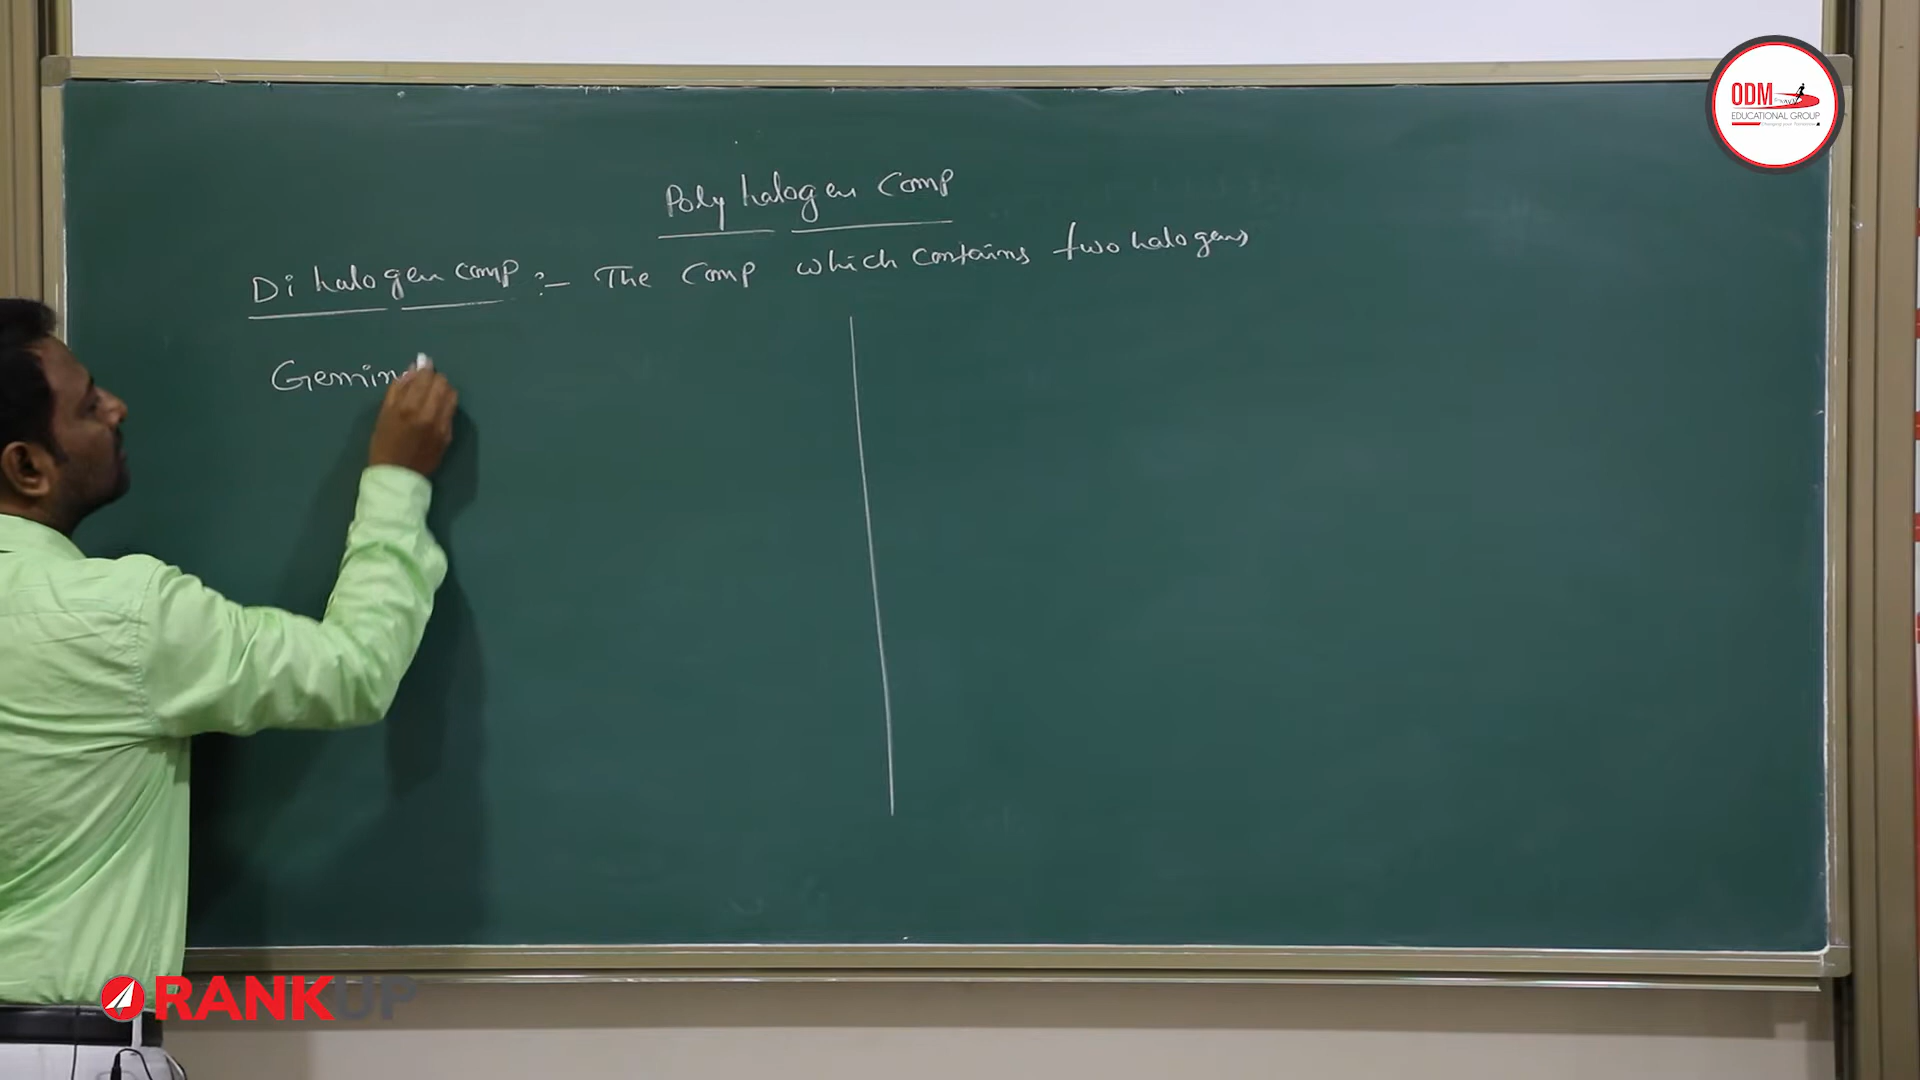 ODM
EDUCATIONAL GROUP
Poly halogen Comp
Di halogen comp :- The Comp which contains two halogens
Gemin
RANKUP